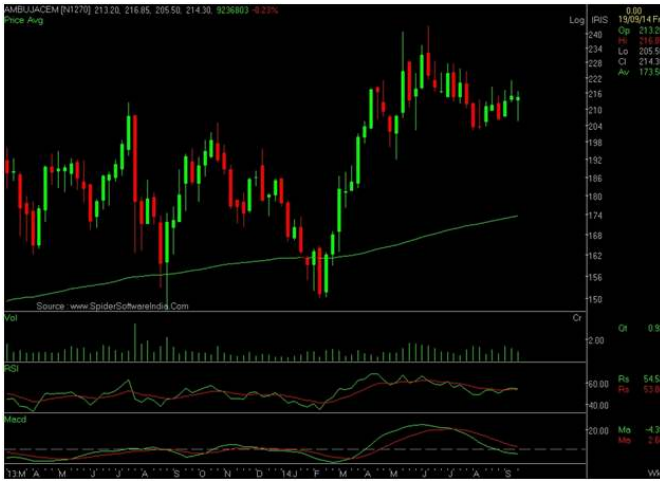 AMBUJACEM [N1270] 213.20, 216.85, 205.50, 214.30, 9236803 -0.23%
Price Avg
Log
IRIS
0.00
19/09/14 Fr
Op 213.20
Hi 216.8
Lo 205.5
Cl 214.3
Av 173.5
240
234
228
222
216
210
204
198
192
186
180
174
168
162
156
150
Source : www.SpiderSoftwareIndia.Com
Vol
Cr
2.00
Qt 0.9
RSI
60.00
40.00
Rs 54.5
Rs 53.8
Macd
20.00
Ma -4.3
Ma 2.6
13:M A M J J A S O N D 14:J F M A M J J A S
Wk